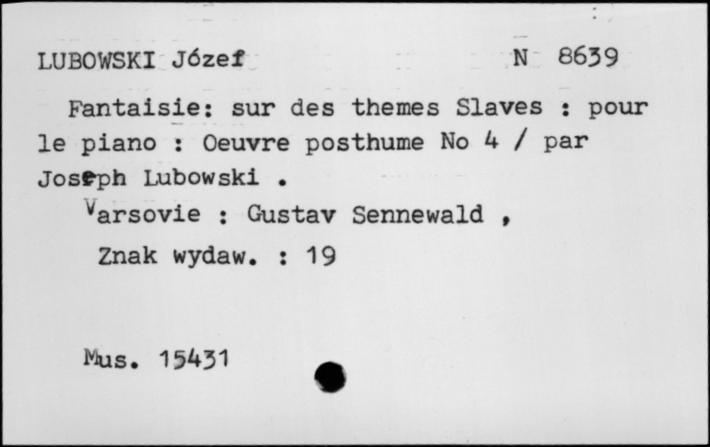 LUBOWSKI Józef N 8639
Fantaisie: sur des themes Slaves : pour
le piano : Oeuvre posthume No 4 / par
Joseph Lubowski .
Varsovie : Gustav Sennewald ,
Znak wydaw. : 19
Mus. 15431